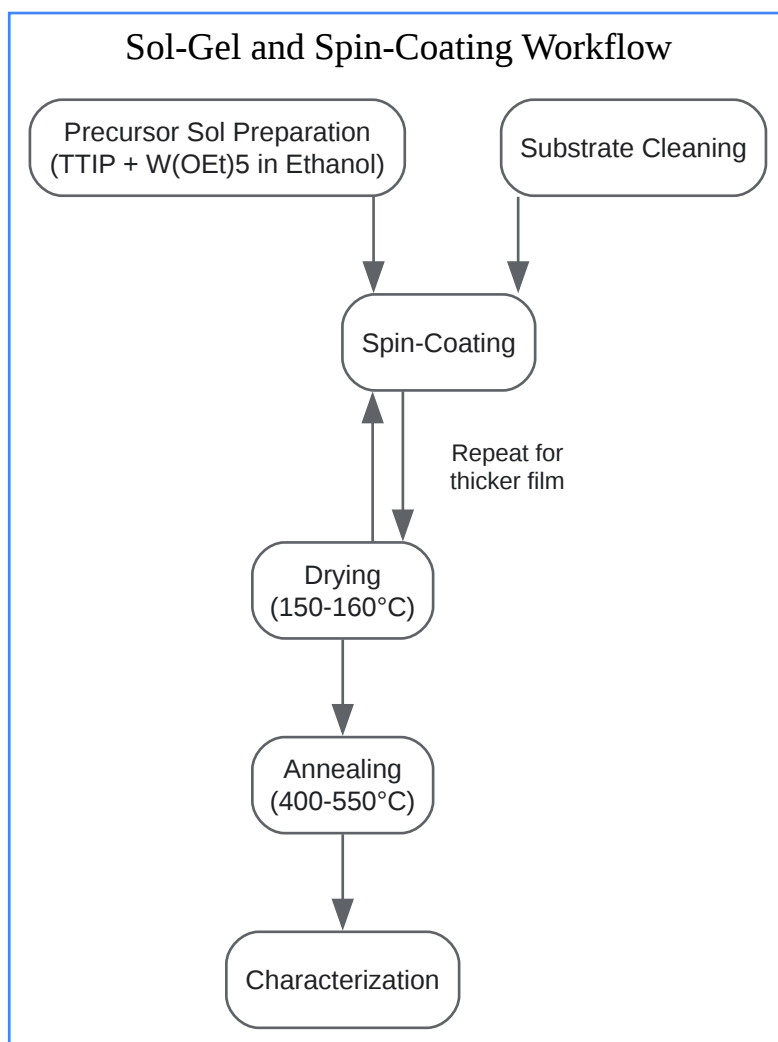 Sol-Gel and Spin-Coating Workflow
Precursor Sol Preparation
(TTIP + W(OEt)5 in Ethanol)
Substrate Cleaning
Spin-Coating
Repeat for
thicker film
Drying
(150-160°C)
Annealing
(400-550°C)
Characterization